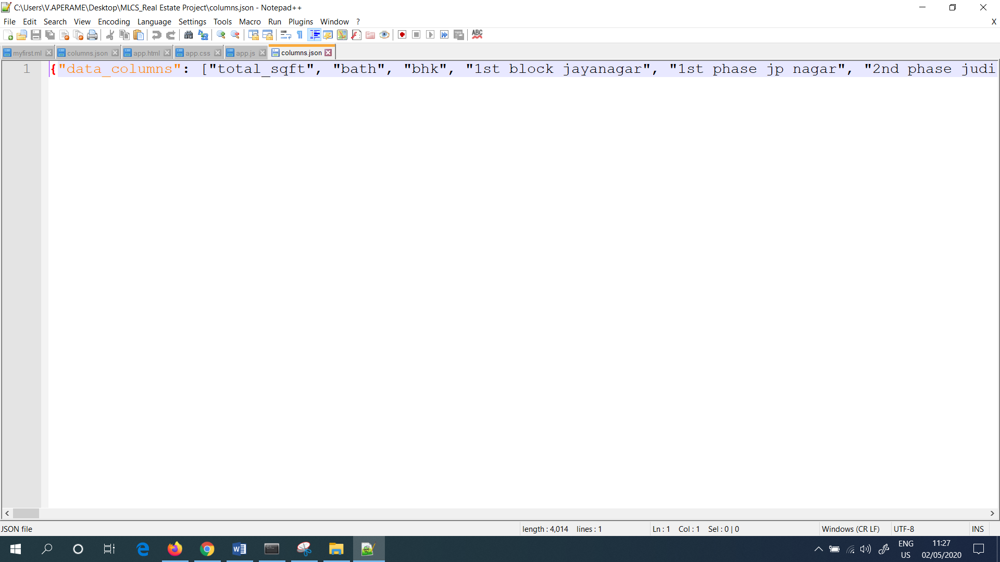 C:\Users\V.APERAME\Desktop\MLCS_Real Estate Project\columns.json - Notepad++
File Edit Search View Encoding Language Settings Tools Macro Run Plugins Window ? X
ABC
myfirst.ml columns.json app.html app.css app.js columns.json
1 {"data_columns": ["total_sqft", "bath", "bhk", "1st block jayanagar", "1st phase jp nagar", "2nd phase judi
JSON file length : 4,014 lines : 1 Ln : 1 Col : 1 Sel : 0 | 0 Windows (CR LF) UTF-8 INS
ENG 11:27
US 02/05/2020